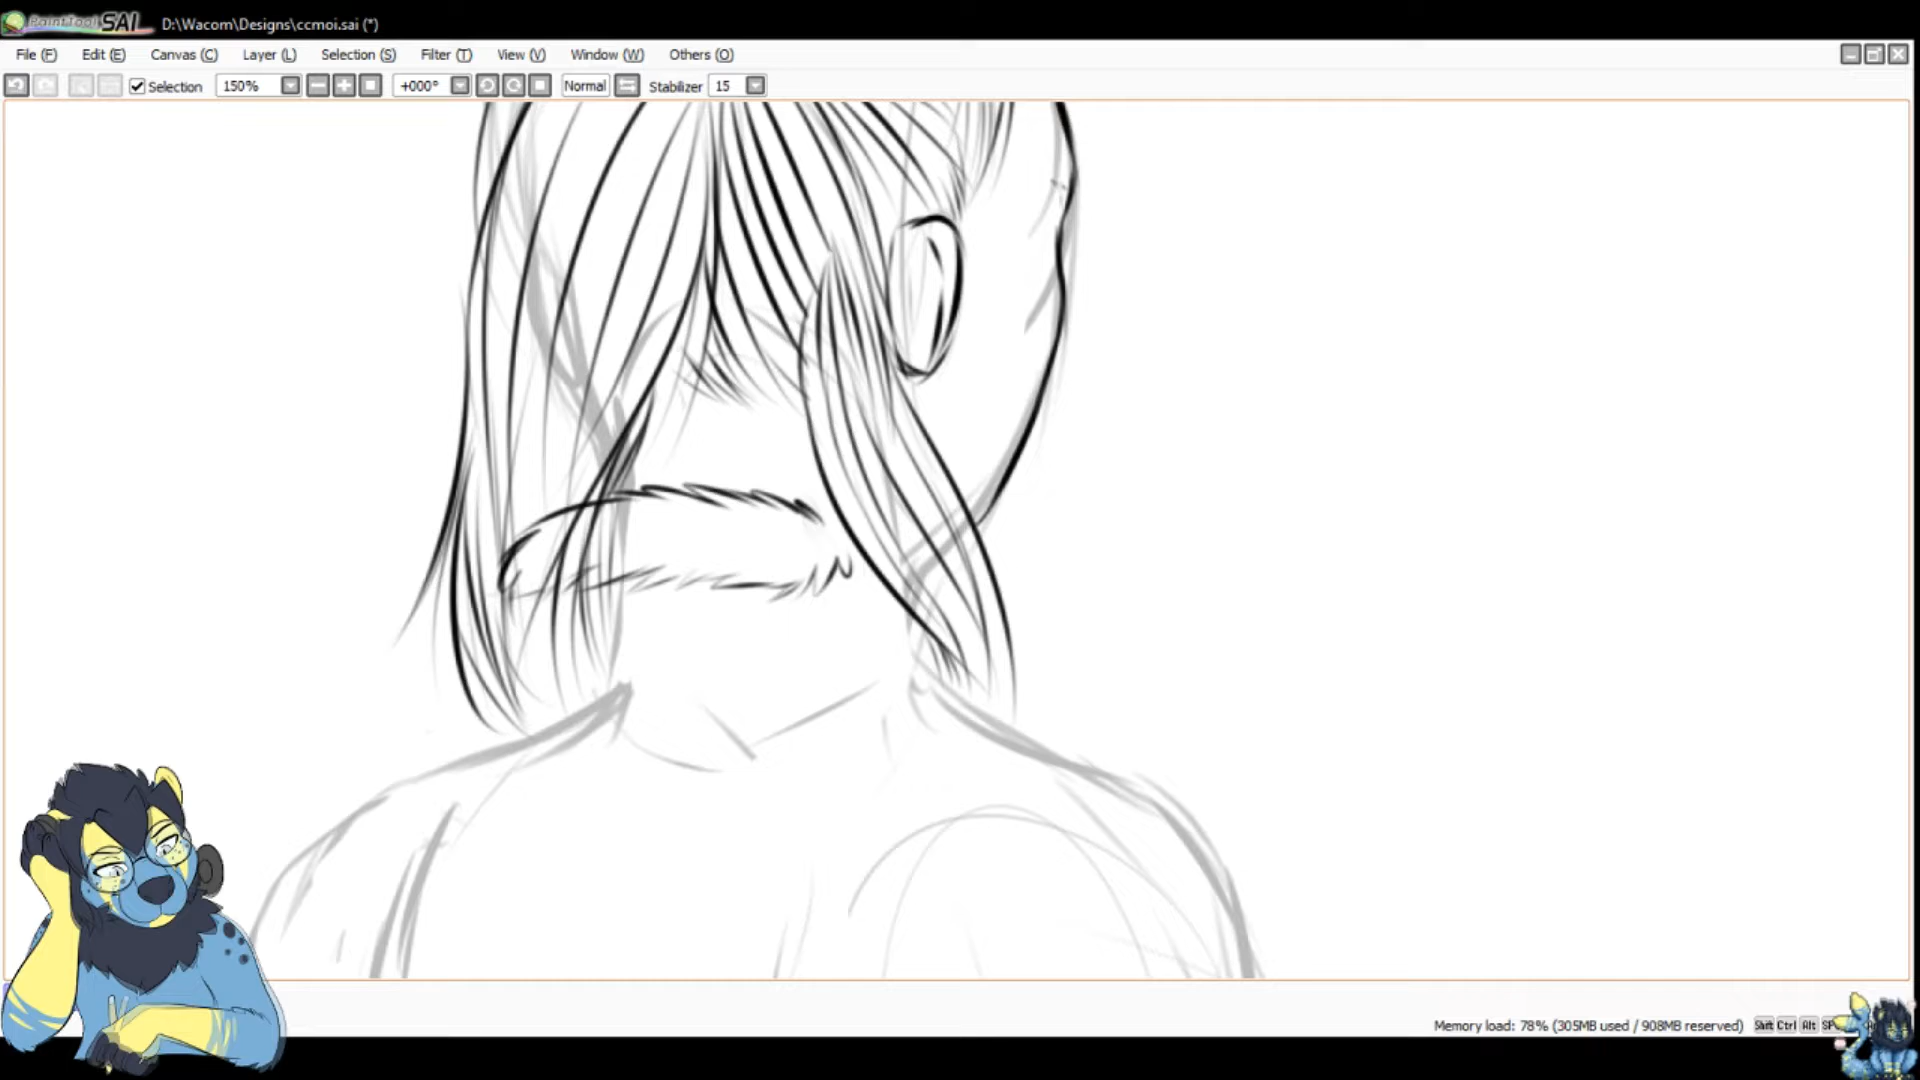 PaintTool SAI D:\Wacom\Designs\ccmoi.sai (*)
File (F) Edit (E) Canvas (C) Layer (L) Selection (S) Filter (T) View (V) Window (W) Others (O)
Selection 150% +000° Normal Stabilizer 15
Memory load: 78% (305MB used / 908MB reserved) Shift Ctrl Alt